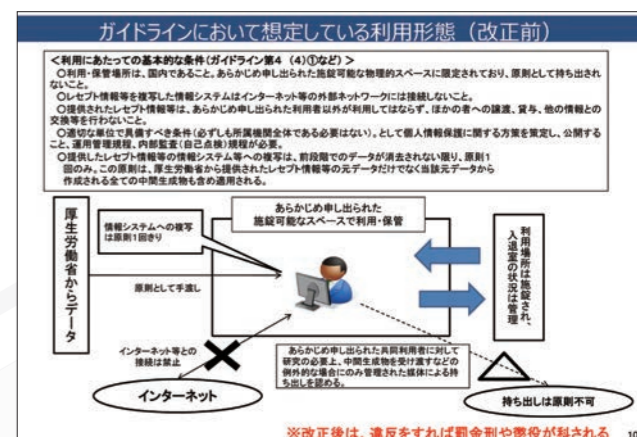 ガイドラインにおいて想定している利用形態（改正前）
＜利用にあたっての基本的な条件（ガイドライン第4 （4）①など）＞
○利用・保管場所は、国内であること。あらかじめ申し出られた施錠可能な物理的スペースに限定されており、原則として持ち出され
ないこと。
○レセプト情報等を複写した情報システムはインターネット等の外部ネットワークには接続しないこと。
○提供されたレセプト情報等は、あらかじめ申し出られた利用者以外が利用してはならず、ほかの者への譲渡、貸与、他の情報との
交換等を行わないこと。
○適切な単位で具備すべき条件（必ずしも所属機関全体である必要はない）。として個人情報保護に関する方策を策定し、公開する
こと、運用管理規程、内部監査（自己点検）規程が必要。
○提供したレセプト情報等の情報システム等への複写は、前段階でのデータが消去されない限り、原則1
回のみ。この原則は、厚生労働省から提供されたレセプト情報等の元データだけでなく当該元データから
作成される全ての中間生成物も含め適用される。
厚生労働省からデータ
情報システムへの複写
は原則1回きり
あらかじめ申し出られた
施錠可能なスペースで利用・保管
利用場所は施錠され、
入退室の状況は管理
原則として手渡し
インターネット等との
接続は禁止
あらかじめ申し出られた共同利用者に対して
研究の必要上、中間生成物を受け渡すなどの
例外的な場合にのみ管理された媒体による持
ち出しを認める。
インターネット
持ち出しは原則不可
※改正後は、違反をすれば罰金刑や懲役が科される
10